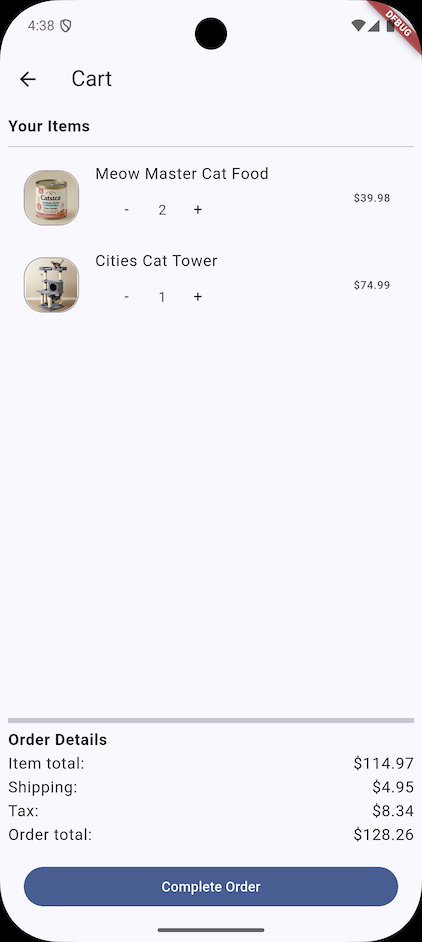 4:38
DEBUG
Cart
Your Items
Meow Master Cat Food
- 2 +
$39.98
Cities Cat Tower
- 1 +
$74.99
Order Details
Item total: $114.97
Shipping: $4.95
Tax: $8.34
Order total: $128.26
Complete Order